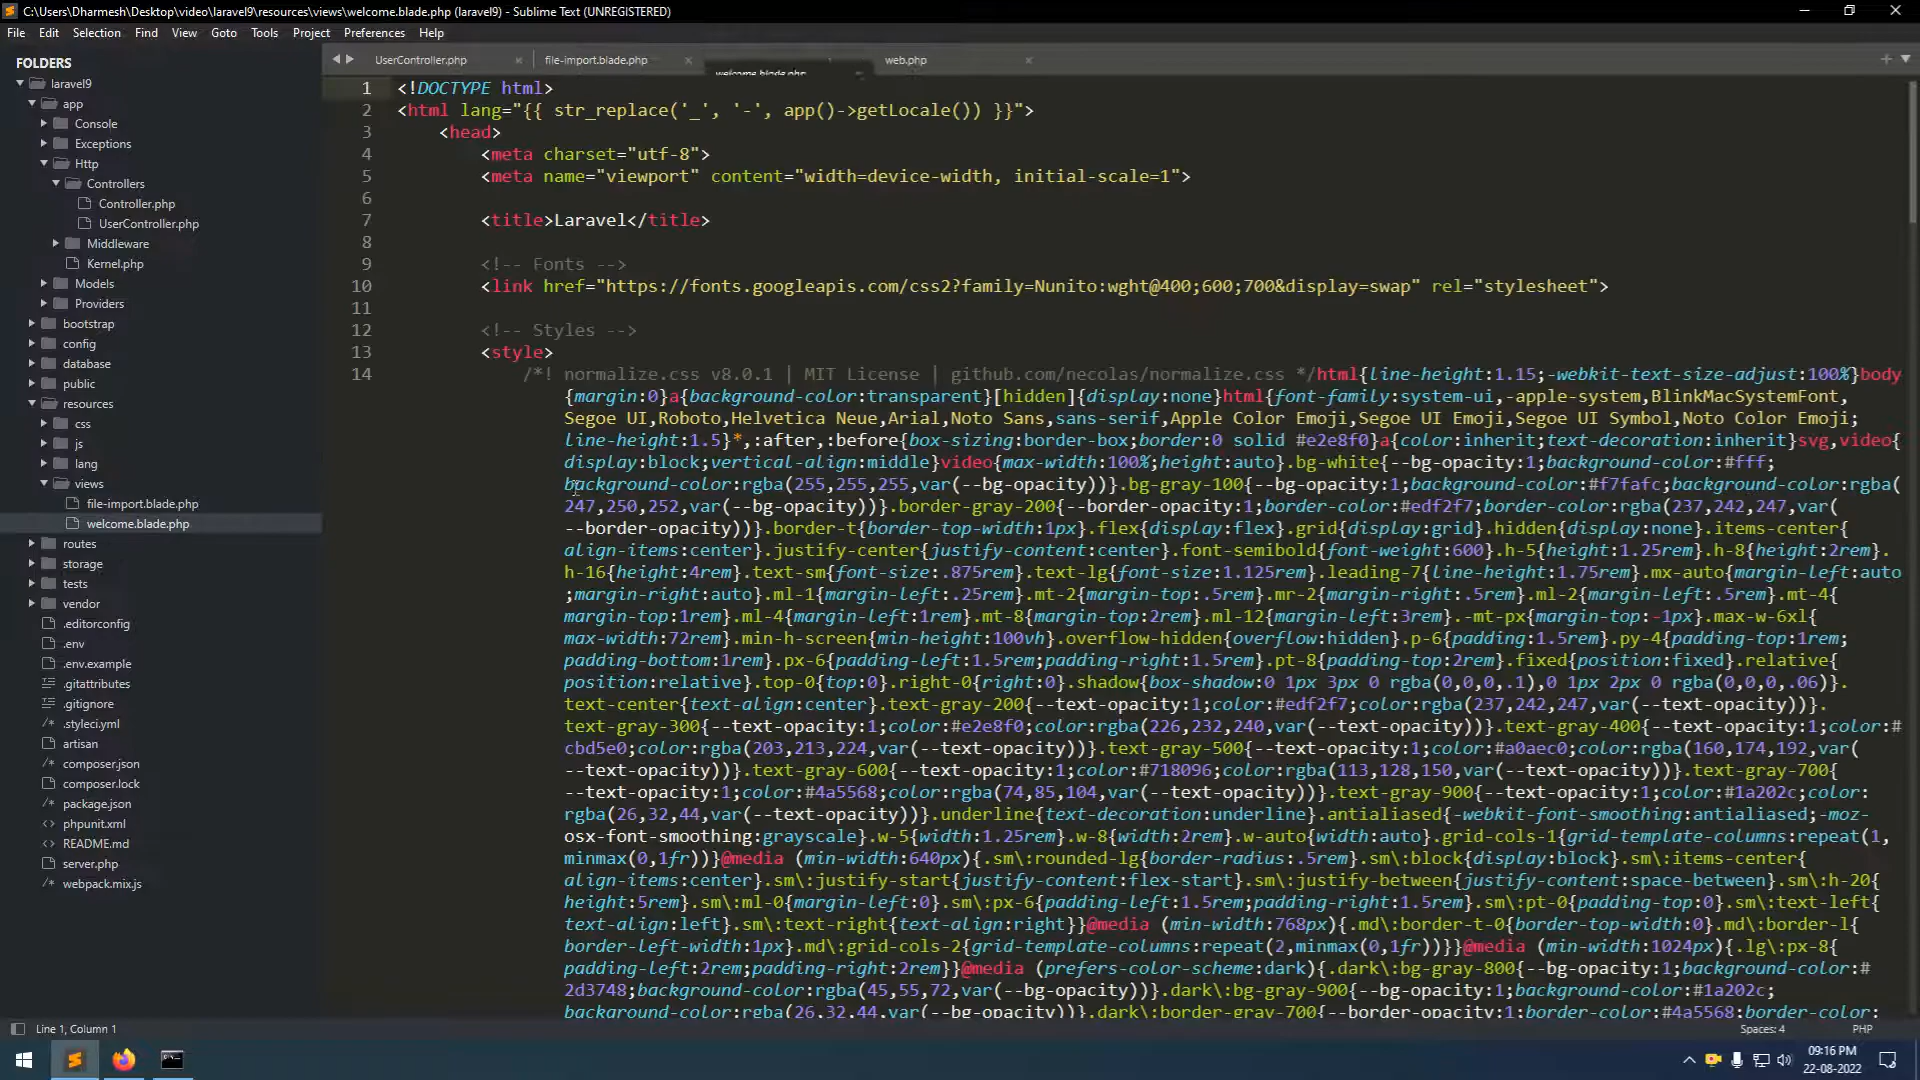 C:\Users\Dharmesh\Desktop\video\laravel9\resources\views\welcome.blade.php (laravel9) - Sublime Text (UNREGISTERED)
File Edit Selection Find View Goto Tools Project Preferences Help
FOLDERS
laravel9
app
Console
Exceptions
Http
Controllers
Controller.php
UserController.php
Middleware
Kernel.php
Models
Providers
bootstrap
config
database
public
resources
css
js
lang
views
file-import.blade.php
welcome.blade.php
routes
storage
tests
vendor
.editorconfig
.env
.env.example
.gitattributes
.gitignore
.styleci.yml
artisan
composer.json
composer.lock
package.json
phpunit.xml
README.md
server.php
webpack.mix.js
UserController.php file-import.blade.php welcome.blade.php web.php
1 <!DOCTYPE html>
2 <html lang="{{ str_replace('_', '-', app()->getLocale()) }}">
3 <head>
4 <meta charset="utf-8">
5 <meta name="viewport" content="width=device-width, initial-scale=1">
6
7 <title>Laravel</title>
8
9 <!-- Fonts -->
10 <link href="https://fonts.googleapis.com/css2?family=Nunito:wght@400;600;700&display=swap" rel="stylesheet">
11
12 <!-- Styles -->
13 <style>
14 /*! normalize.css v8.0.1 | MIT License | github.com/necolas/normalize.css */html{line-height:1.15;-webkit-text-size-adjust:100%}body
{margin:0}a{background-color:transparent}[hidden]{display:none}html{font-family:system-ui,-apple-system,BlinkMacSystemFont,
Segoe UI,Roboto,Helvetica Neue,Arial,Noto Sans,sans-serif,Apple Color Emoji,Segoe UI Emoji,Segoe UI Symbol,Noto Color Emoji;
line-height:1.5}*,:after,:before{box-sizing:border-box;border:0 solid #e2e8f0}a{color:inherit;text-decoration:inherit}svg,video{
display:block;vertical-align:middle}video{max-width:100%;height:auto}.bg-white{--bg-opacity:1;background-color:#fff;
background-color:rgba(255,255,255,var(--bg-opacity))}.bg-gray-100{--bg-opacity:1;background-color:#f7fafc;background-color:rgba(
247,250,252,var(--bg-opacity))}.border-gray-200{--border-opacity:1;border-color:#edf2f7;border-color:rgba(237,242,247,var(
--border-opacity))}.border-t{border-top-width:1px}.flex{display:flex}.grid{display:grid}.hidden{display:none}.items-center{
align-items:center}.justify-center{justify-content:center}.font-semibold{font-weight:600}.h-5{height:1.25rem}.h-8{height:2rem}.
h-16{height:4rem}.text-sm{font-size:.875rem}.text-lg{font-size:1.125rem}.leading-7{line-height:1.75rem}.mx-auto{margin-left:auto
;margin-right:auto}.ml-1{margin-left:.25rem}.mt-2{margin-top:.5rem}.mr-2{margin-right:.5rem}.ml-2{margin-left:.5rem}.mt-4{
margin-top:1rem}.ml-4{margin-left:1rem}.mt-8{margin-top:2rem}.ml-12{margin-left:3rem}.-mt-px{margin-top:-1px}.max-w-6xl{
max-width:72rem}.min-h-screen{min-height:100vh}.overflow-hidden{overflow:hidden}.p-6{padding:1.5rem}.py-4{padding-top:1rem;
padding-bottom:1rem}.px-6{padding-left:1.5rem;padding-right:1.5rem}.pt-8{padding-top:2rem}.fixed{position:fixed}.relative{
position:relative}.top-0{top:0}.right-0{right:0}.shadow{box-shadow:0 1px 3px 0 rgba(0,0,0,.1),0 1px 2px 0 rgba(0,0,0,.06)}.
text-center{text-align:center}.text-gray-200{--text-opacity:1;color:#edf2f7;color:rgba(237,242,247,var(--text-opacity))}.
text-gray-300{--text-opacity:1;color:#e2e8f0;color:rgba(226,232,240,var(--text-opacity))}.text-gray-400{--text-opacity:1;color:#
cbd5e0;color:rgba(203,213,224,var(--text-opacity))}.text-gray-500{--text-opacity:1;color:#a0aec0;color:rgba(160,174,192,var(
--text-opacity))}.text-gray-600{--text-opacity:1;color:#718096;color:rgba(113,128,150,var(--text-opacity))}.text-gray-700{
--text-opacity:1;color:#4a5568;color:rgba(74,85,104,var(--text-opacity))}.text-gray-900{--text-opacity:1;color:#1a202c;color:
rgba(26,32,44,var(--text-opacity))}.underline{text-decoration:underline}.antialiased{-webkit-font-smoothing:antialiased;-moz-
osx-font-smoothing:grayscale}.w-5{width:1.25rem}.w-8{width:2rem}.w-auto{width:auto}.grid-cols-1{grid-template-columns:repeat(1,
minmax(0,1fr))}@media (min-width:640px){.sm\:rounded-lg{border-radius:.5rem}.sm\:block{display:block}.sm\:items-center{
align-items:center}.sm\:justify-start{justify-content:flex-start}.sm\:justify-between{justify-content:space-between}.sm\:h-20{
height:5rem}.sm\:ml-0{margin-left:0}.sm\:px-6{padding-left:1.5rem;padding-right:1.5rem}.sm\:pt-0{padding-top:0}.sm\:text-left{
text-align:left}.sm\:text-right{text-align:right}}@media (min-width:768px){.md\:border-t-0{border-top-width:0}.md\:border-l{
border-left-width:1px}.md\:grid-cols-2{grid-template-columns:repeat(2,minmax(0,1fr))}}@media (min-width:1024px){.lg\:px-8{
padding-left:2rem;padding-right:2rem}}@media (prefers-color-scheme:dark){.dark\:bg-gray-800{--bg-opacity:1;background-color:#
2d3748;background-color:rgba(45,55,72,var(--bg-opacity))}.dark\:bg-gray-900{--bg-opacity:1;background-color:#1a202c;
background-color:rgba(26,32,44,var(--bg-opacity))}.dark\:border-gray-700{--border-opacity:1;border-color:#4a5568;border-color:
Line 1, Column 1
Spaces: 4 PHP
09:16 PM
22-08-2022